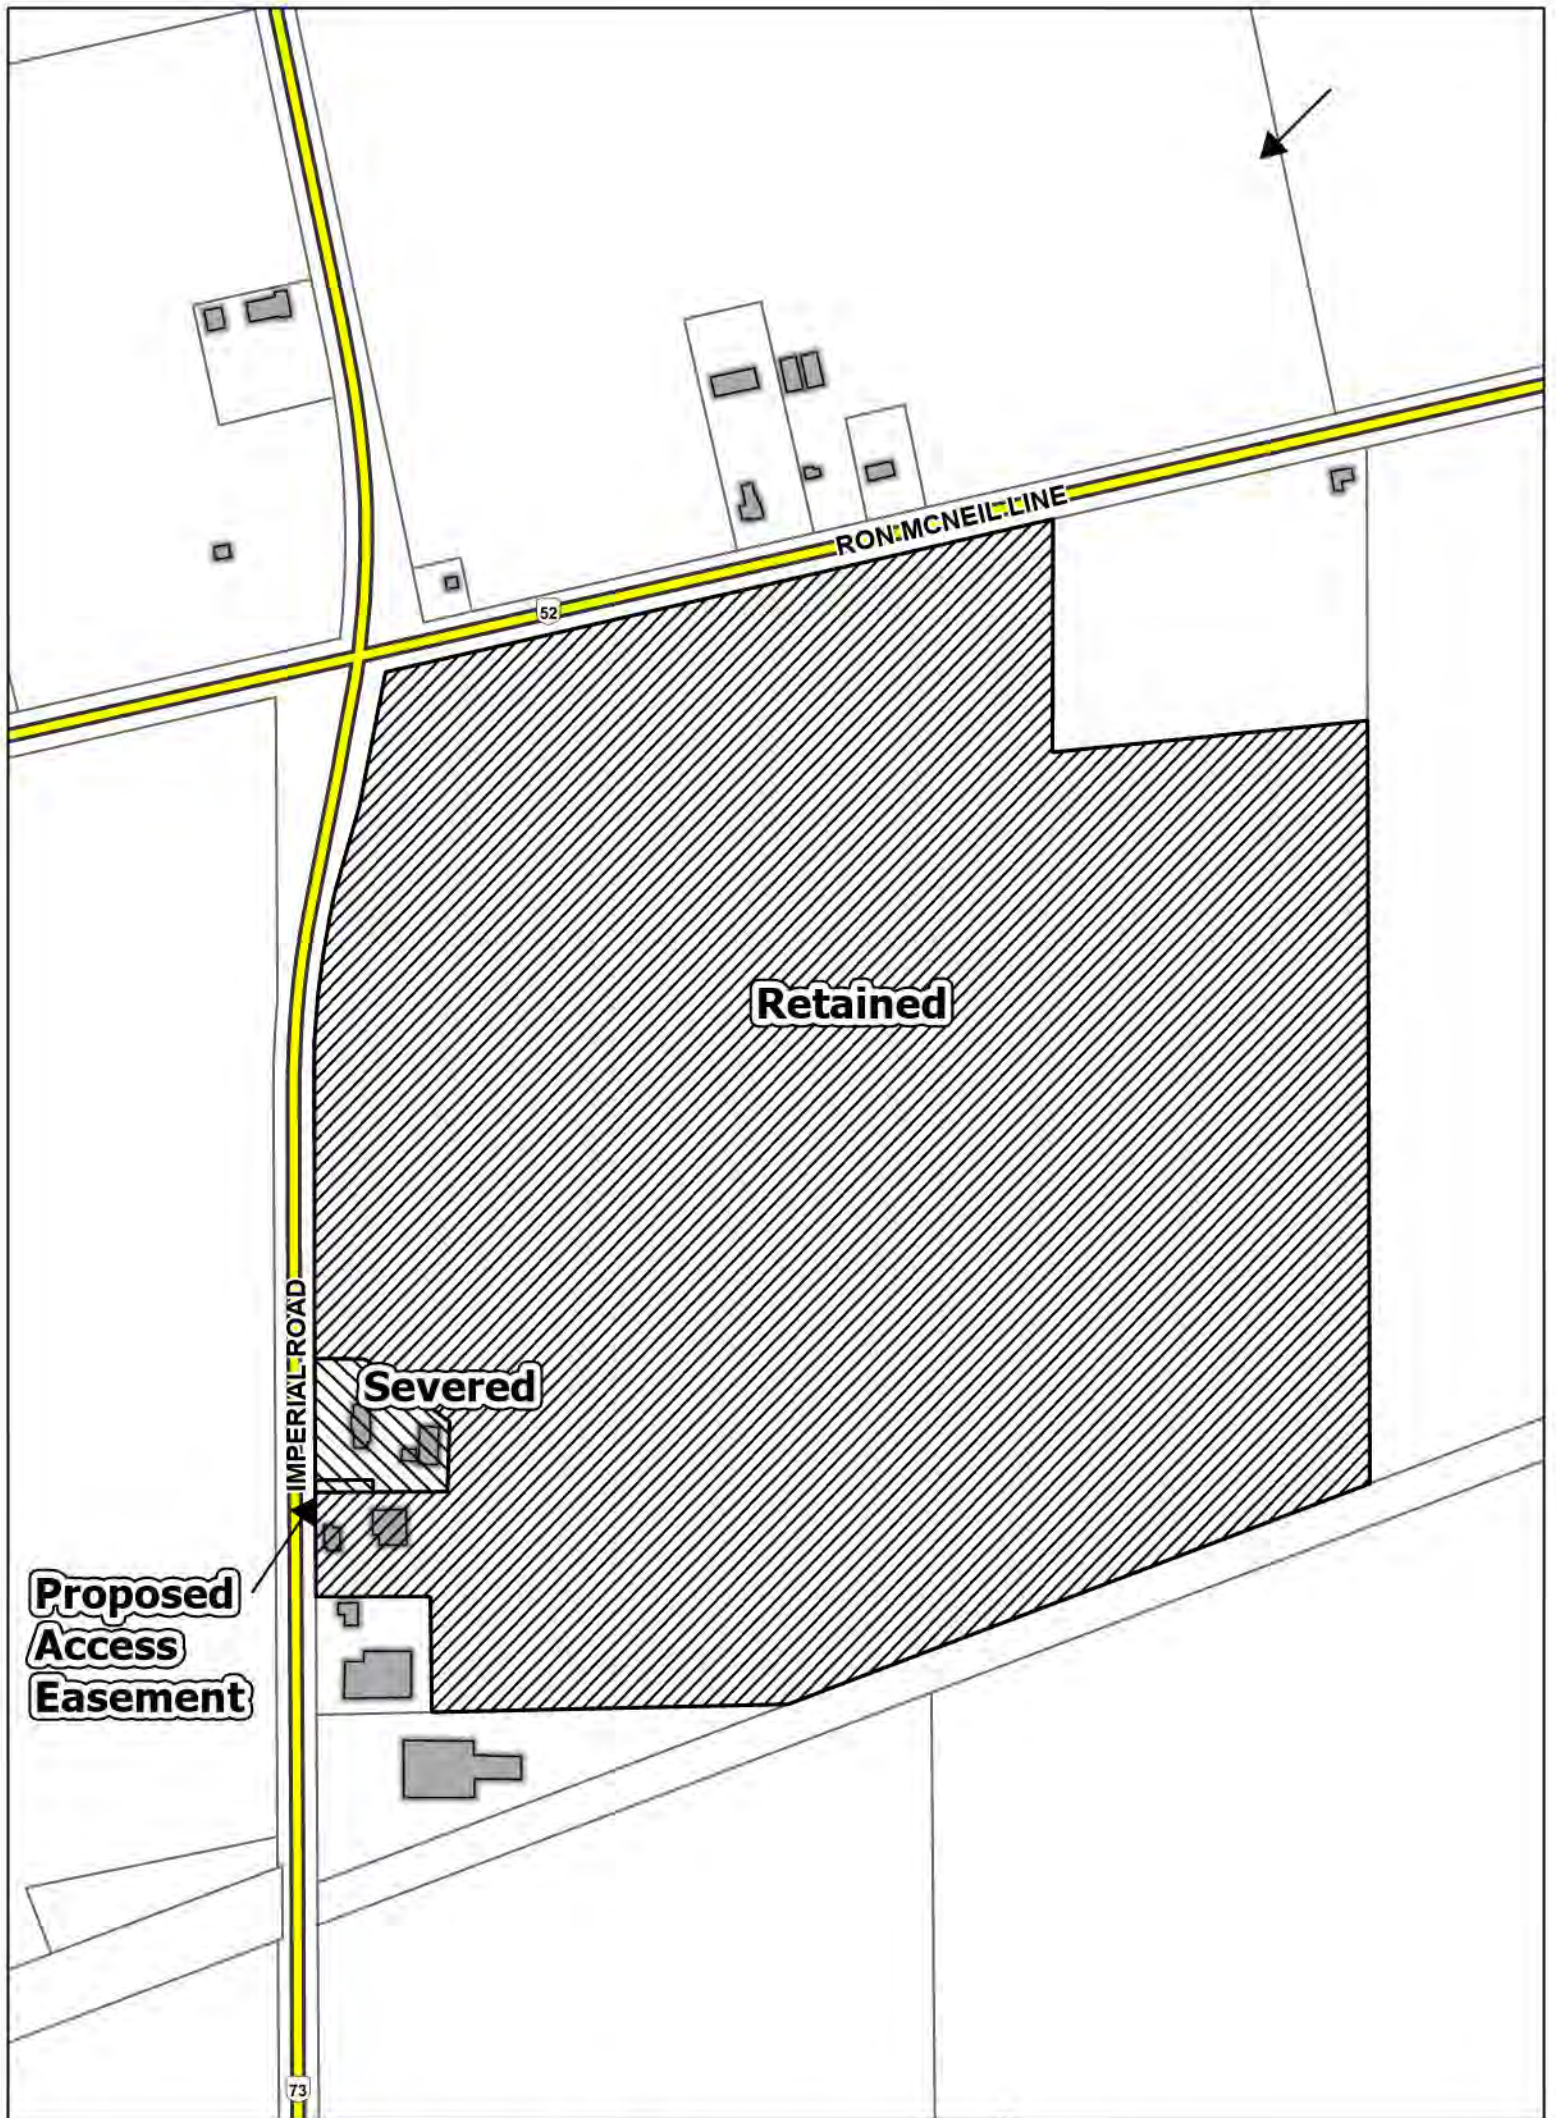 RON MCNEIL LINE
52
Retained
IMPERIAL ROAD
Severed
Proposed
Access
Easement
73